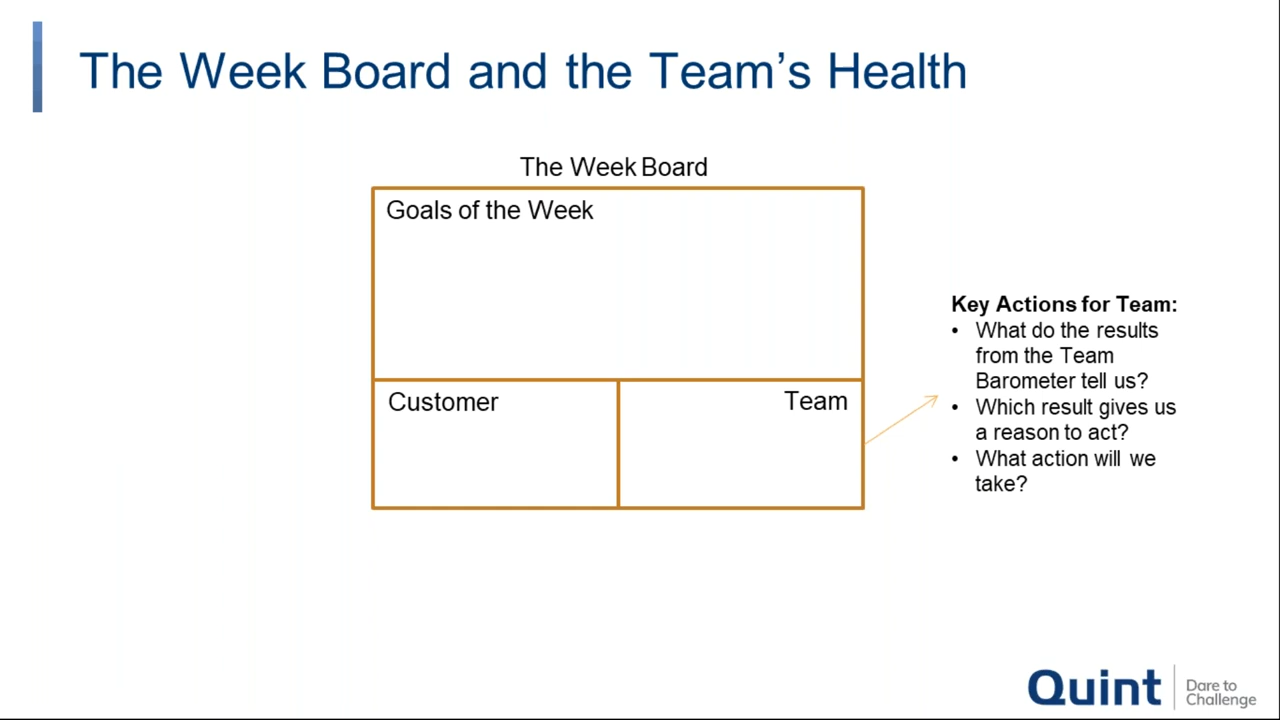 The Week Board and the Team’s Health
The Week Board
Goals of the Week
Customer
Team
Key Actions for Team:
• What do the results
from the Team
Barometer tell us?
• Which result gives us
a reason to act?
• What action will we
take?
Quint
Dare to
Challenge